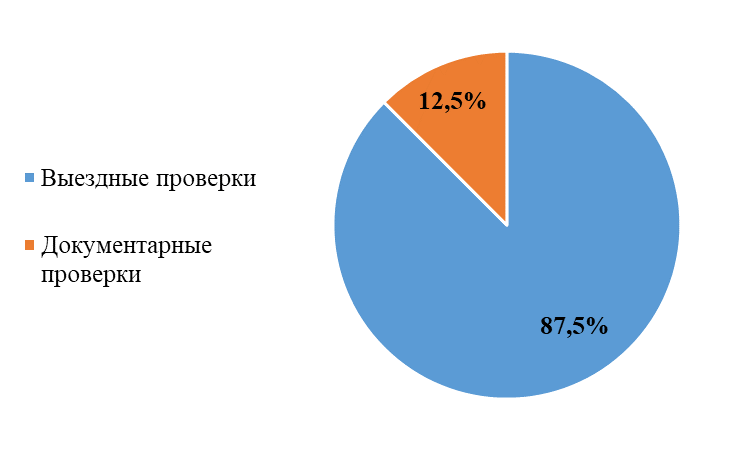 12,5%
Выездные проверки
Документарные
проверки
87,5%